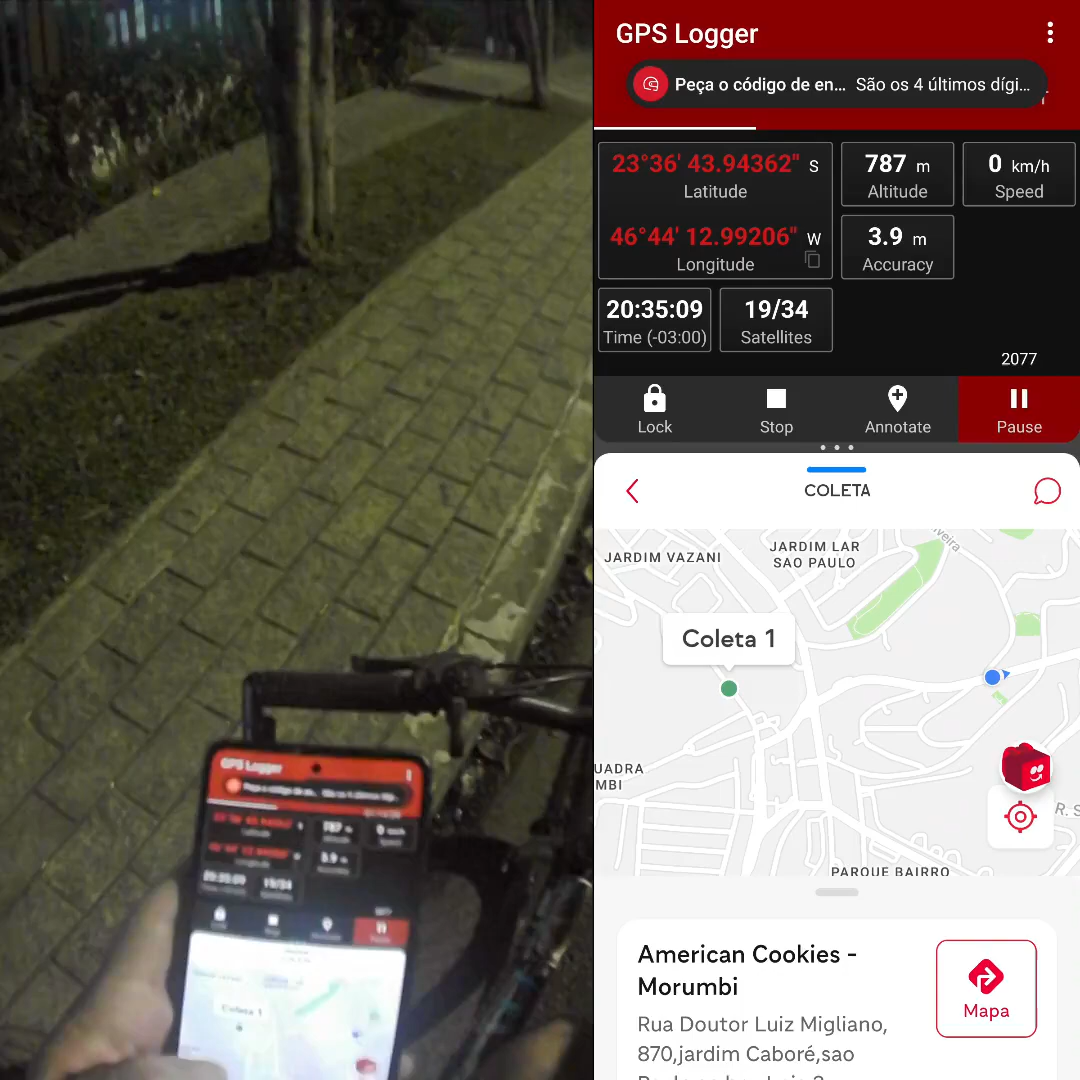 GPS Logger
Peça o código de en... São os 4 últimos dígi...
23°36' 43.94362" S
Latitude
787 m
Altitude
0 km/h
Speed
46°44' 12.99206" W
Longitude
3.9 m
Accuracy
20:35:09
Time (-03:00)
19/34
Satellites
2077
Lock
Stop
Annotate
Pause
COLETA
JARDIM VAZANI
JARDIM LAR
SAO PAULO
Coleta 1
PARQUE BAIRRO
American Cookies -
Morumbi
Rua Doutor Luiz Migliano,
870,jardim Caboré,sao
Mapa
GPS Logger
Coleta 1